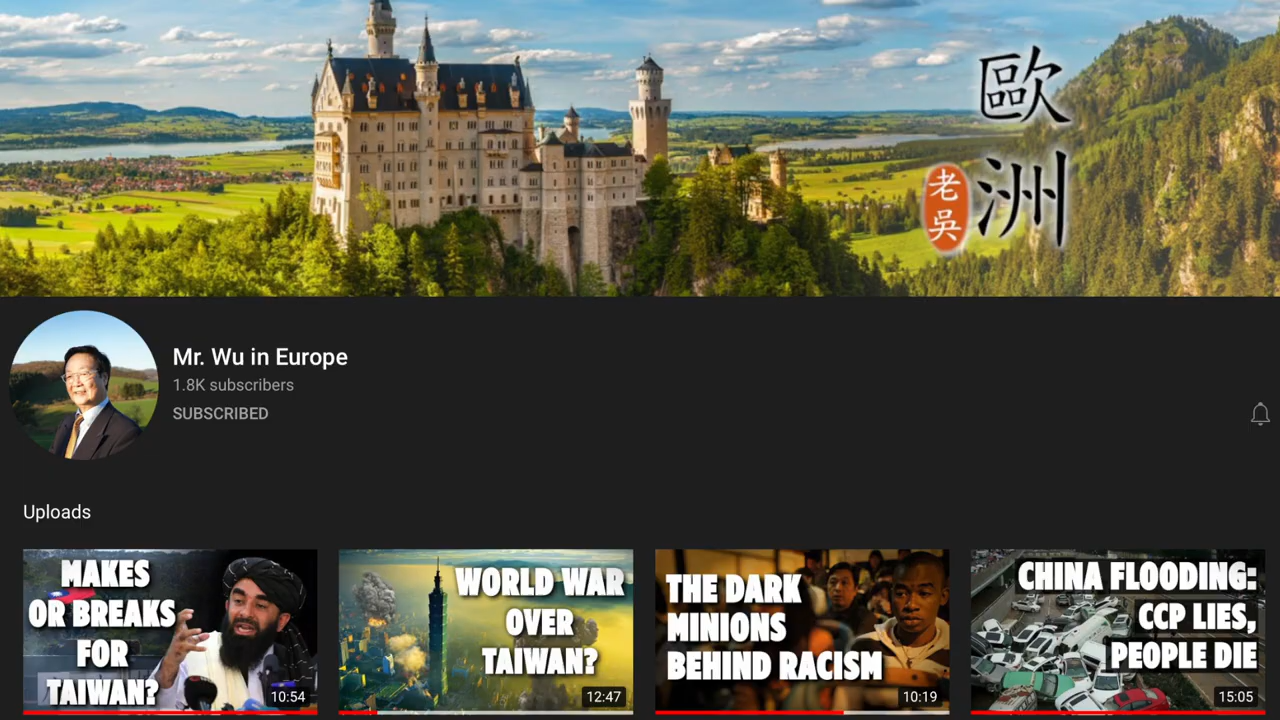 歐洲
老吳
Mr. Wu in Europe
1.8K subscribers
SUBSCRIBED
Uploads
MAKES
OR BREAKS
FOR
TAIWAN?
10:54
WORLD WAR
OVER
TAIWAN?
12:47
THE DARK
MINIONS
BEHIND RACISM
10:19
CHINA FLOODING:
CCP LIES,
PEOPLE DIE
15:05